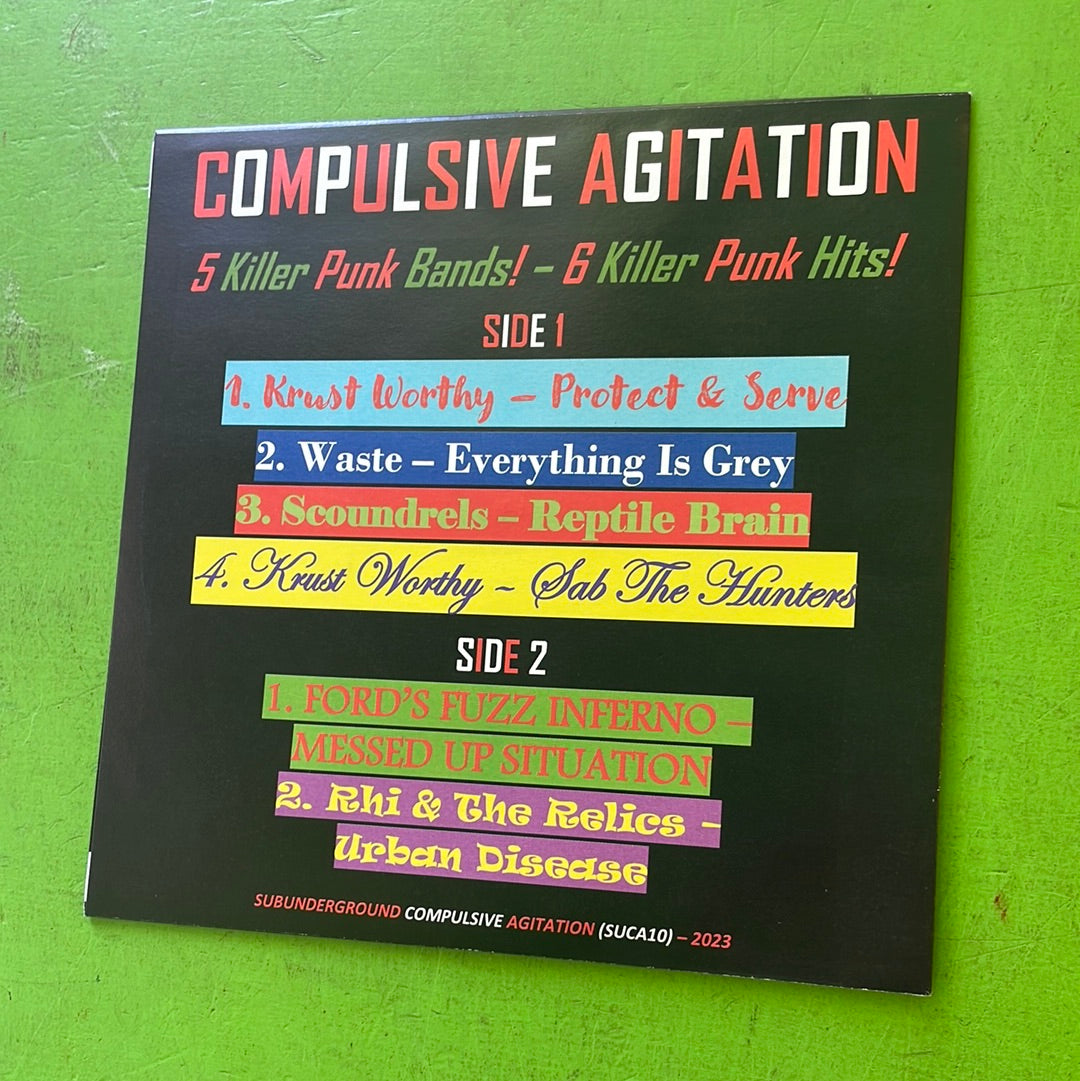 COMPULSIVE AGITATION
5 Killer Punk Bands! – 6 Killer Punk Hits!
SIDE 1
1. Krust Worthy – Protect & Serve
2. Waste – Everything Is Grey
3. Scoundrels – Reptile Brain
4. Krust Worthy – Sab The Hunters
SIDE 2
1. FORD'S FUZZ INFERNO –
MESSED UP SITUATION
2. Rhi & The Relics –
Urban Disease
SUBUNDERGROUND COMPULSIVE AGITATION (SUCA10) – 2023